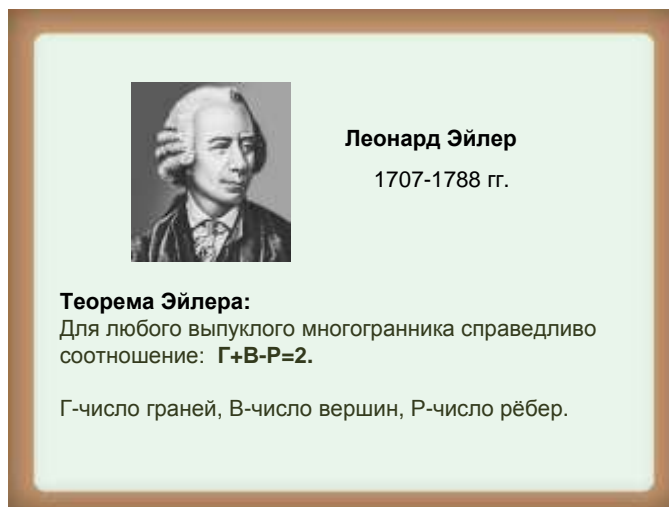 Леонард Эйлер
1707-1788 гг.
Теорема Эйлера:
Для любого выпуклого многогранника справедливо
соотношение: Г+В-Р=2.
Г-число граней, В-число вершин, Р-число рёбер.